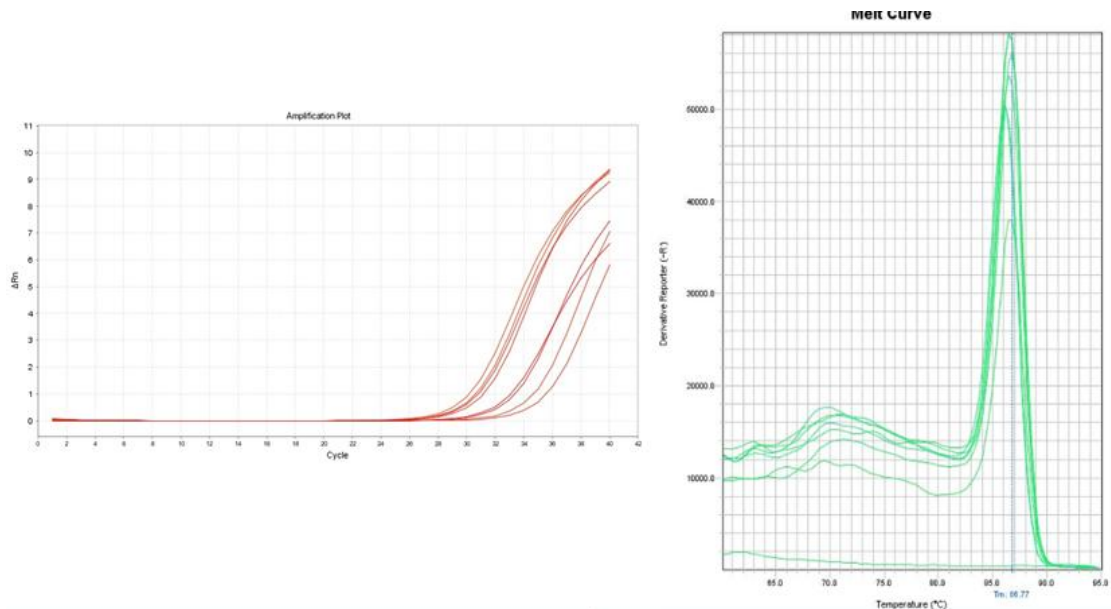 Amplification Plot
11
10
9
8
7
6
5
4
3
2
1
0
ΔRn
0 2 4 6 8 10 12 14 16 18 20 22 24 26 28 30 32 34 36 38 40 42
Cycle
Melt Curve
50000.0
40000.0
30000.0
20000.0
10000.0
Derivative Reporter (-R')
65.0 70.0 75.0 80.0 85.0 90.0 95.0
Tm: 86.77
Temperature (°C)